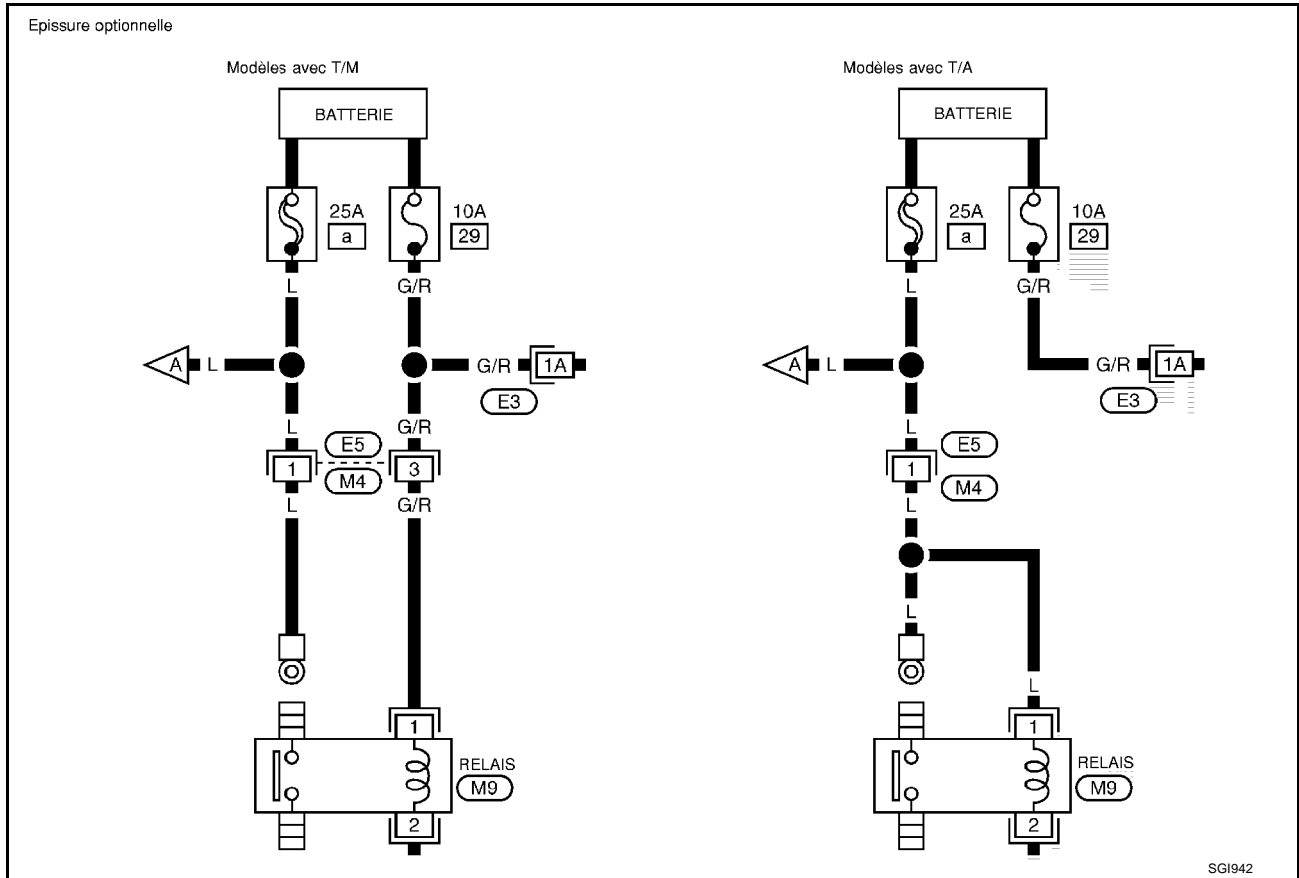 Epissure optionnelle
Modèles avec T/M
BATTERIE
25A
a
10A
29
L
G/R
A
L
G/R
1A
E3
L
G/R
E5
1
3
M4
L
G/R
1
RELAIS
M9
2
Modèles avec T/A
BATTERIE
25A
a
10A
29
L
G/R
A
L
G/R
1A
E3
L
E5
1
M4
L
L
L
1
RELAIS
M9
2
SGI942